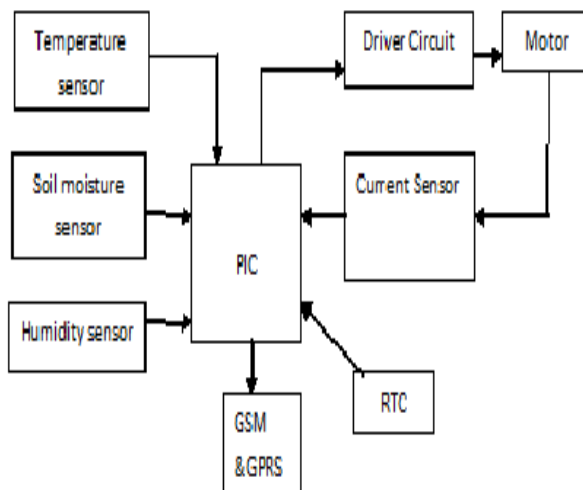 Temperature
sensor
Driver Circuit
Motor
Soil moisture
sensor
Current Sensor
PIC
Humidity sensor
RTC
GSM
&GPRS